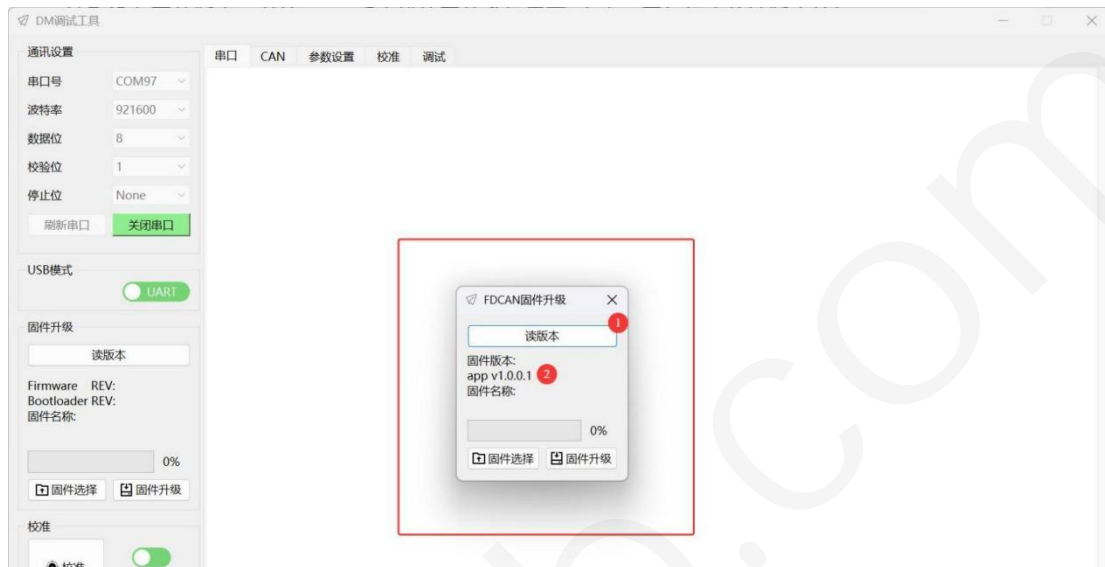 DM调试工具
通讯设置
串口号 COM97
波特率 921600
数据位 8
校验位 1
停止位 None
刷新串口 关闭串口
USB模式
UART
固件升级
读版本
Firmware REV:
Bootloader REV:
固件名称:
0%
固件选择 固件升级
校准
校准
串口 CAN 参数设置 校准 调试
FDCAN固件升级
1
读版本
固件版本:
app v1.0.0.1 2
固件名称:
0%
固件选择 固件升级